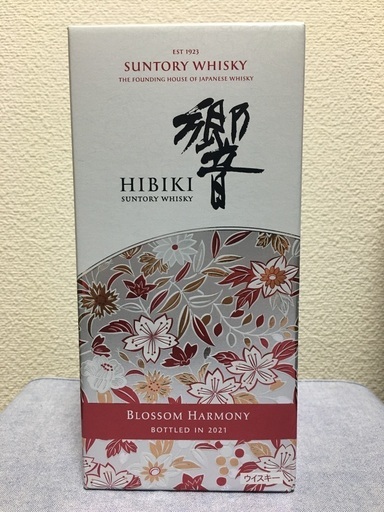 EST 1923
SUNTORY WHISKY
THE FOUNDING HOUSE OF JAPANESE WHISKY
響
HIBIKI
SUNTORY WHISKY
BLOSSOM HARMONY
BOTTLED IN 2021
ウイスキー